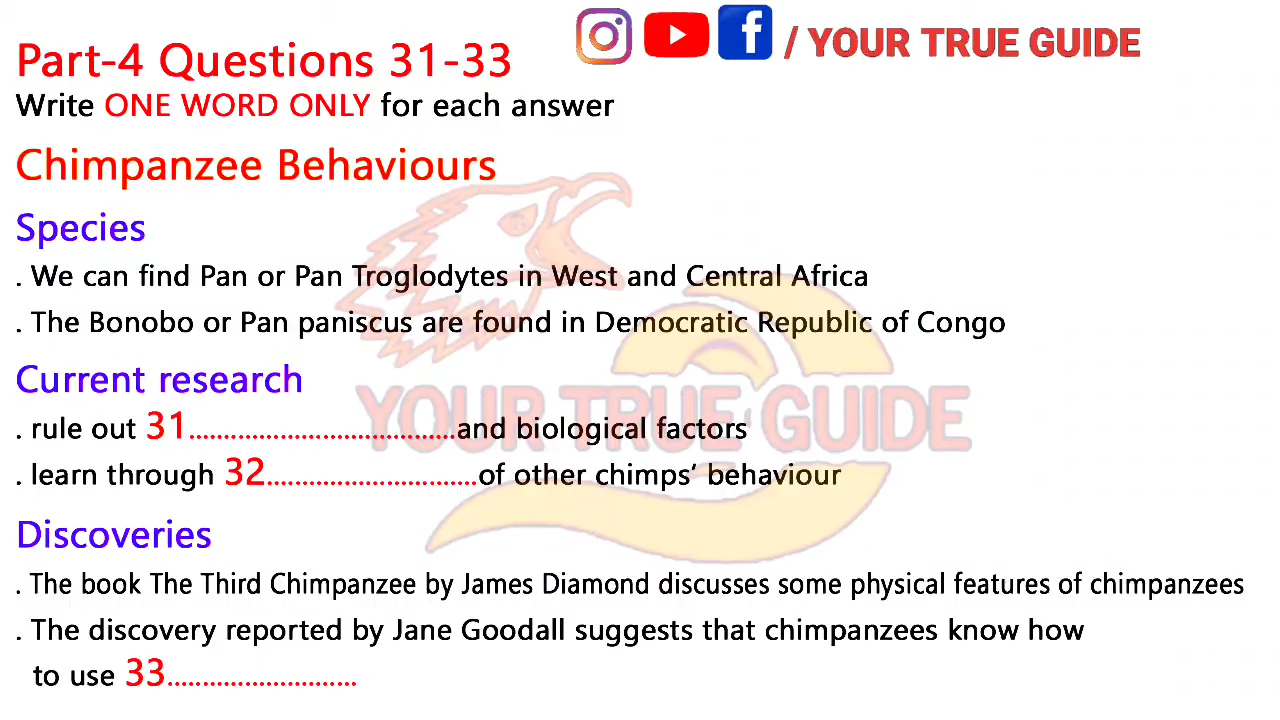 / YOUR TRUE GUIDE
Part-4 Questions 31-33
Write ONE WORD ONLY for each answer
Chimpanzee Behaviours
Species
. We can find Pan or Pan Troglodytes in West and Central Africa
. The Bonobo or Pan paniscus are found in Democratic Republic of Congo
Current research
YOUR TRUE GUIDE
. rule out 31......................................and biological factors
. learn through 32..............................of other chimps‘ behaviour
Discoveries
. The book The Third Chimpanzee by James Diamond discusses some physical features of chimpanzees
. The discovery reported by Jane Goodall suggests that chimpanzees know how
to use 33...........................